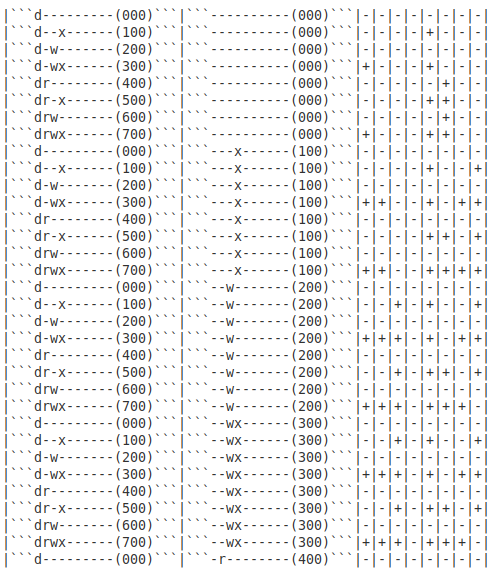 |```d---------(000)```|```----------(000)```|-|-|-|-|-|-|-|-|
|```d--x------(100)```|```----------(000)```|-|-|-|-|+|-|-|-|
|```d-w-------(200)```|```----------(000)```|-|-|-|-|-|-|-|-|
|```d-wx------(300)```|```----------(000)```|+|-|-|-|+|-|-|-|
|```dr--------(400)```|```----------(000)```|-|-|-|-|-|+|-|-|
|```dr-x------(500)```|```----------(000)```|-|-|-|-|+|+|-|-|
|```drw-------(600)```|```----------(000)```|-|-|-|-|-|+|-|-|
|```drwx------(700)```|```----------(000)```|+|-|-|-|+|+|-|-|
|```d---------(000)```|```---x------(100)```|-|-|-|-|-|-|-|-|
|```d--x------(100)```|```---x------(100)```|-|-|-|-|+|-|-|+|
|```d-w-------(200)```|```---x------(100)```|-|-|-|-|-|-|-|-|
|```d-wx------(300)```|```---x------(100)```|+|+|-|-|+|-|+|+|
|```dr--------(400)```|```---x------(100)```|-|-|-|-|-|-|-|-|
|```dr-x------(500)```|```---x------(100)```|-|-|-|-|+|+|-|+|
|```drw-------(600)```|```---x------(100)```|-|-|-|-|-|-|-|-|
|```drwx------(700)```|```---x------(100)```|+|+|-|-|+|+|+|+|
|```d---------(000)```|```--w-------(200)```|-|-|-|-|-|-|-|-|
|```d--x------(100)```|```--w-------(200)```|-|-|+|-|+|-|-|+|
|```d-w-------(200)```|```--w-------(200)```|-|-|-|-|-|-|-|-|
|```d-wx------(300)```|```--w-------(200)```|+|+|+|-|+|-|+|+|
|```dr--------(400)```|```--w-------(200)```|-|-|-|-|-|-|-|-|
|```dr-x------(500)```|```--w-------(200)```|-|-|+|-|+|+|-|+|
|```drw-------(600)```|```--w-------(200)```|-|-|-|-|-|-|-|-|
|```drwx------(700)```|```--w-------(200)```|+|+|+|-|+|+|+|-|
|```d---------(000)```|```--wx------(300)```|-|-|-|-|-|-|-|-|
|```d--x------(100)```|```--wx------(300)```|-|-|+|-|+|-|-|+|
|```d-w-------(200)```|```--wx------(300)```|-|-|-|-|-|-|-|-|
|```d-wx------(300)```|```--wx------(300)```|+|+|+|-|+|-|+|+|
|```dr--------(400)```|```--wx------(300)```|-|-|-|-|-|-|-|-|
|```dr-x------(500)```|```--wx------(300)```|-|-|+|-|+|+|-|+|
|```drw-------(600)```|```--wx------(300)```|-|-|-|-|-|-|-|-|
|```drwx------(700)```|```--wx------(300)```|+|+|+|-|+|+|+|-|
|```d---------(000)```|```-r--------(400)```|-|-|-|-|-|-|-|-|